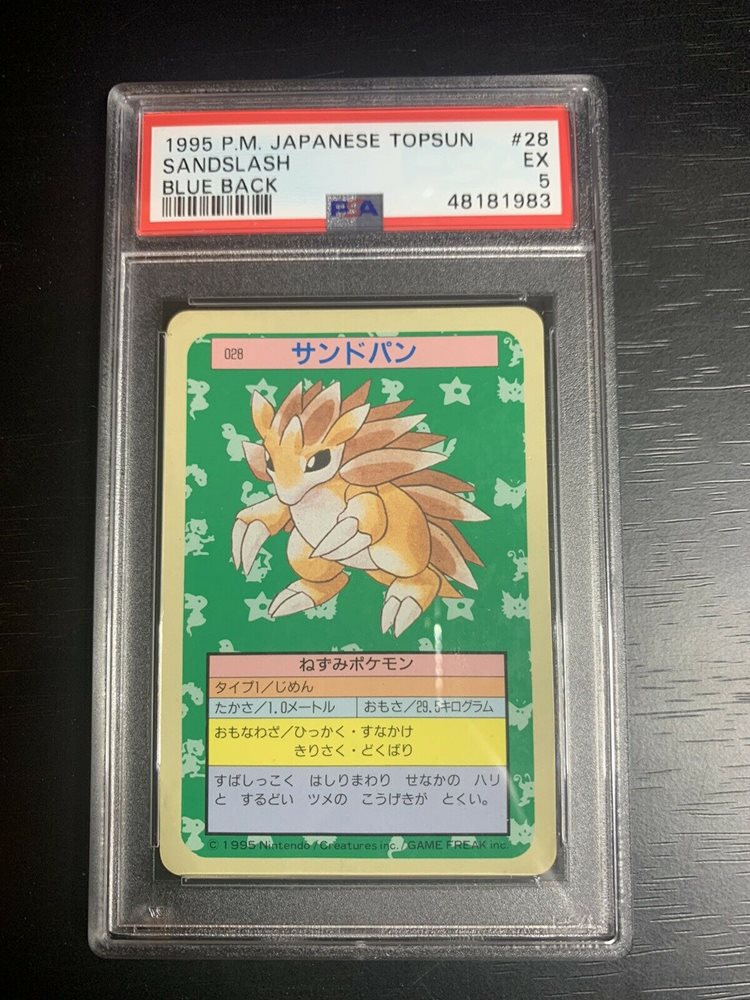 1995 P.M. JAPANESE TOPSUN #28
SANDSLASH EX
BLUE BACK 5
PSA 48181983
028 サンドパン
ねずみポケモン
タイプ1/じめん
たかさ/1.0メートル おもさ/29.5キログラム
おもなわざ/ひっかく・すなかけ
きりさく・どくばり
すばしっこく はしりまわり せなかの ハリ
と するどい ツメの こうげきが とくい。
© 1995 Nintendo/Creatures inc./GAME FREAK inc.